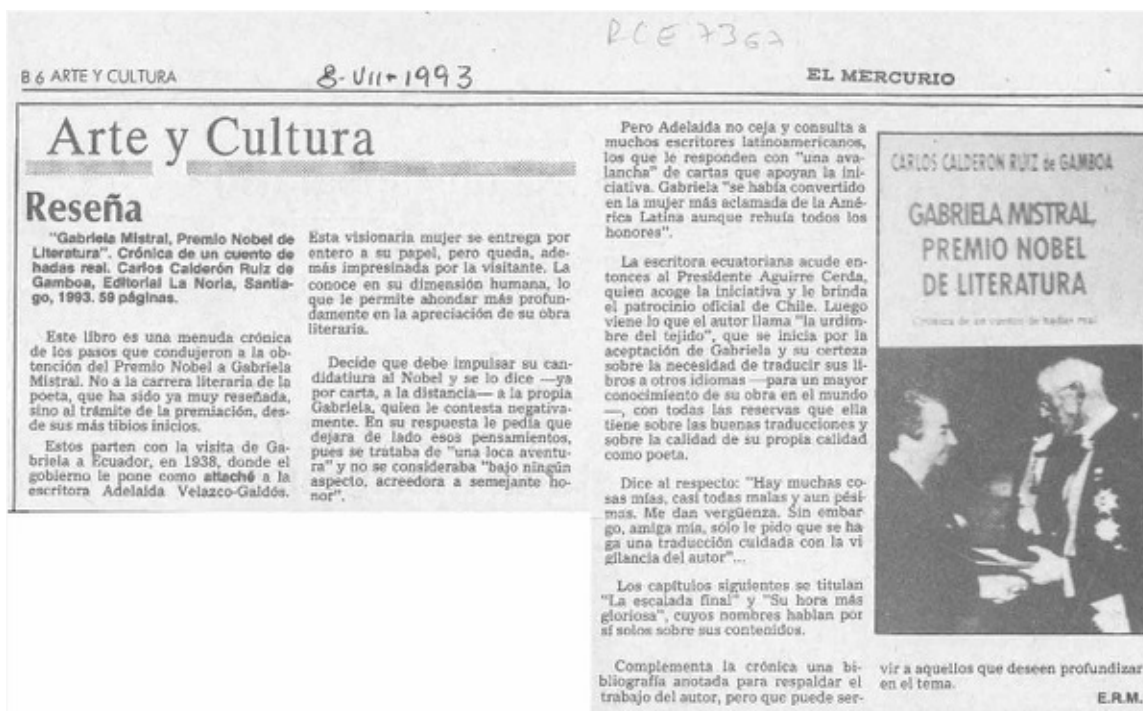 RCE 7367
B 6 ARTE Y CULTURA
8-VII-1993
EL MERCURIO
Arte y Cultura
Reseña
"Gabriela Mistral, Premio Nobel de
Literatura". Crónica de un cuento de
hadas real. Carlos Calderón Ruiz de
Gamboa, Editorial La Noria, Santia-
go, 1993. 59 páginas.
Este libro es una menuda crónica
de los pasos que condujeron a la ob-
tención del Premio Nobel a Gabriela
Mistral. No a la carrera literaria de la
poeta, que ha sido ya muy reseñada,
sino al trámite de la premiación, des-
de sus más tibios inicios.
Estos parten con la visita de Ga-
briela a Ecuador, en 1938, donde el
gobierno le pone como attaché a la
escritora Adelaida Velazco-Galdós.
Esta visionaria mujer se entrega por
entero a su papel, pero queda, ade-
más impresinada por la visitante. La
conoce en su dimensión humana, lo
que le permite ahondar más profun-
damente en la apreciación de su obra
literaria.
Decide que debe impulsar su can-
didatiura al Nobel y se lo dice —ya
por carta, a la distancia— a la propia
Gabriela, quien le contesta negativa-
mente. En su respuesta le pedía que
dejara de lado esos pensamientos,
pues se trataba de "una loca aventu-
ra" y no se consideraba "bajo ningún
aspecto, acreedora a semejante ho-
nor".
Pero Adelaida no ceja y consulta a
muchos escritores latinoamericanos,
los que le responden con "una ava-
lancha" de cartas que apoyan la ini-
ciativa. Gabriela "se había convertido
en la mujer más aclamada de la Amé-
rica Latina aunque rehuía todos los
honores".
La escritora ecuatoriana acude en-
tonces al Presidente Aguirre Cerda,
quien acoge la iniciativa y le brinda
el patrocinio oficial de Chile. Luego
viene lo que el autor llama "la urdim-
bre del tejido", que se inicia por la
aceptación de Gabriela y su certeza
sobre la necesidad de traducir sus li-
bros a otros idiomas —para un mayor
conocimiento de su obra en el mundo
—, con todas las reservas que ella
tiene sobre las buenas traducciones y
sobre la calidad de su propia calidad
como poeta.
Dice al respecto: "Hay muchas co-
sas mías, casi todas malas y aun pési-
mas. Me dan vergüenza. Sin embar-
go, amiga mía, sólo le pido que se ha
ga una traducción cuidada con la vi
gilancia del autor"...
Los capítulos siguientes se titulan
"La escalada final" y "Su hora más
gloriosa", cuyos nombres hablan por
sí solos sobre sus contenidos.
Complementa la crónica una bi-
bliografía anotada para respaldar el
trabajo del autor, pero que puede ser-
vir a aquellos que deseen profundizar
en el tema.
E.R.M.
CARLOS CALDERON RUIZ de GAMBOA
GABRIELA MISTRAL,
PREMIO NOBEL
DE LITERATURA
Crónica de un cuento de hadas real